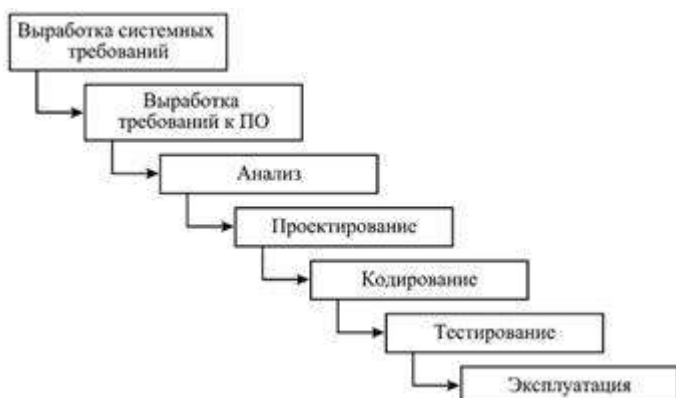 Выработка системных
требований
Выработка
требований к ПО
Анализ
Проектирование
Кодирование
Тестирование
Эксплуатация